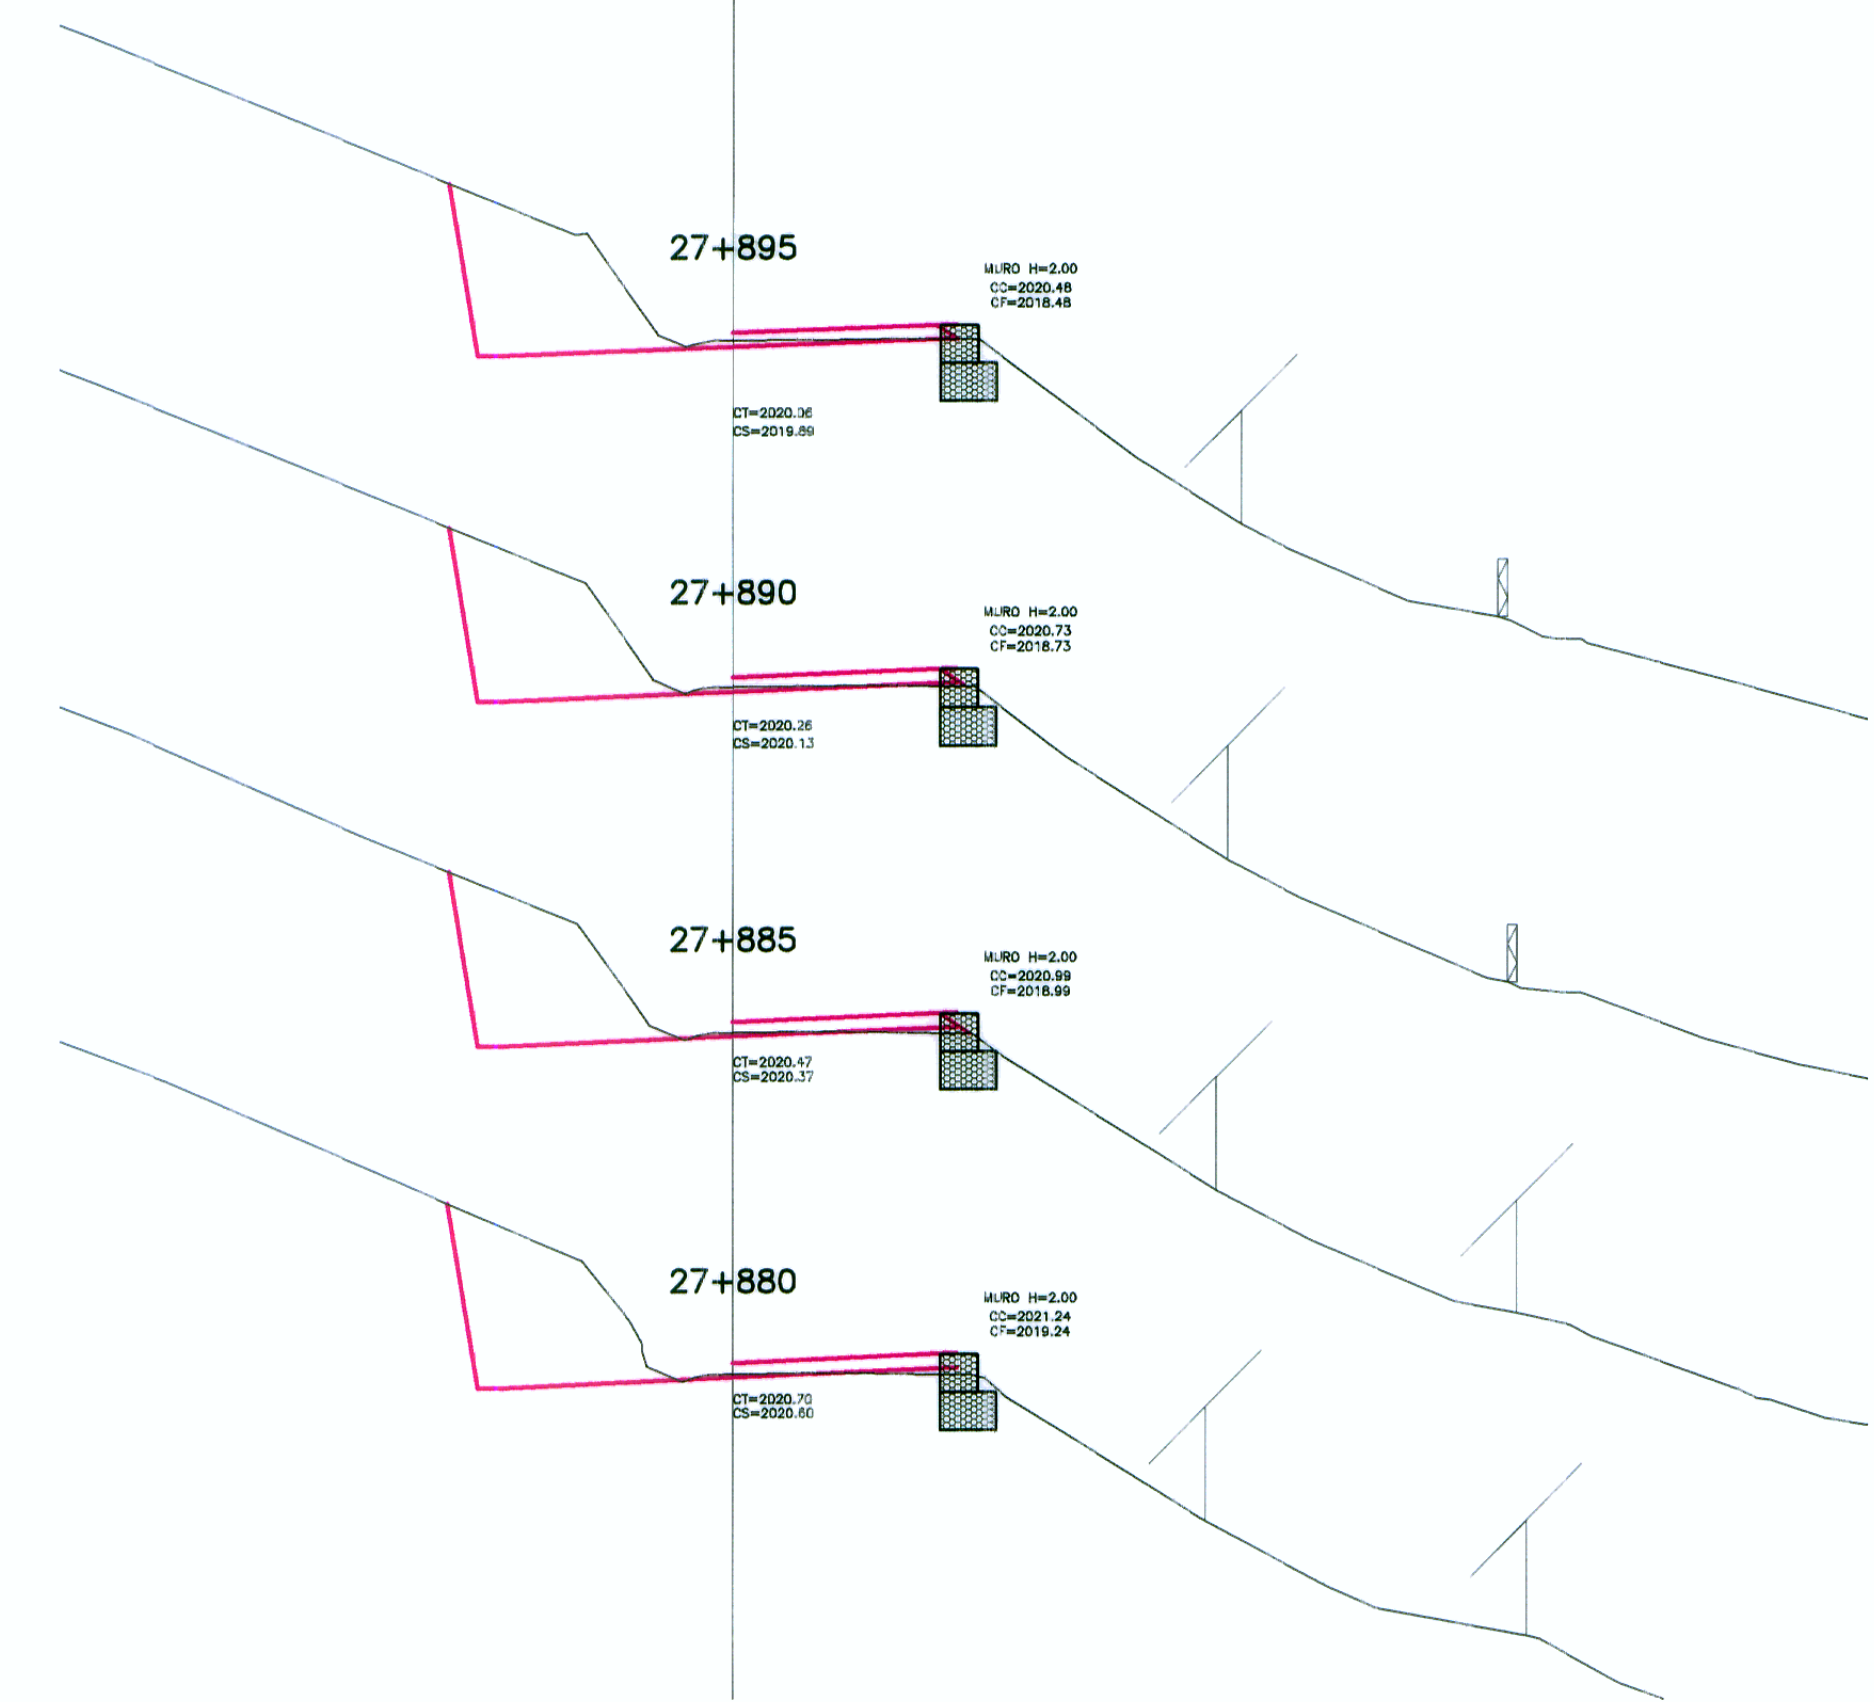 27+895
MURO H=2.00
CC=2020.48
CF=2018.48
CT=2020.06
CS=2019.89
27+890
MURO H=2.00
CC=2020.73
CF=2018.73
CT=2020.26
CS=2020.13
27+885
MURO H=2.00
CC=2020.99
CF=2018.99
CT=2020.47
CS=2020.37
27+880
MURO H=2.00
CC=2021.24
CF=2019.24
CT=2020.70
CS=2020.60